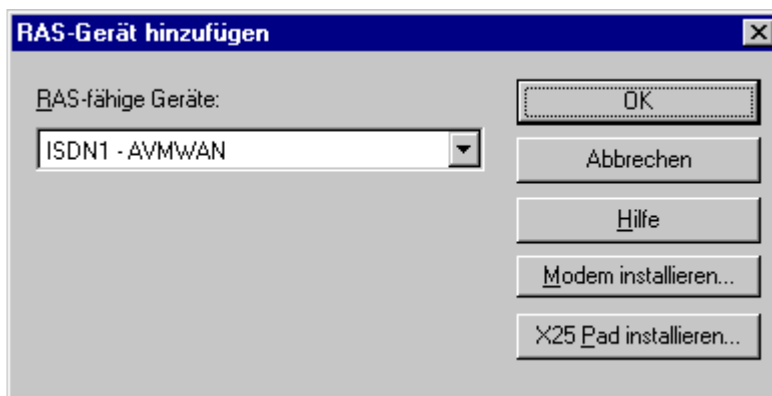 RAS-Gerät hinzufügen
RAS-fähige Geräte:
ISDN1 - AVMWAN
OK
Abbrechen
Hilfe
Modem installieren...
X25 Pad installieren...